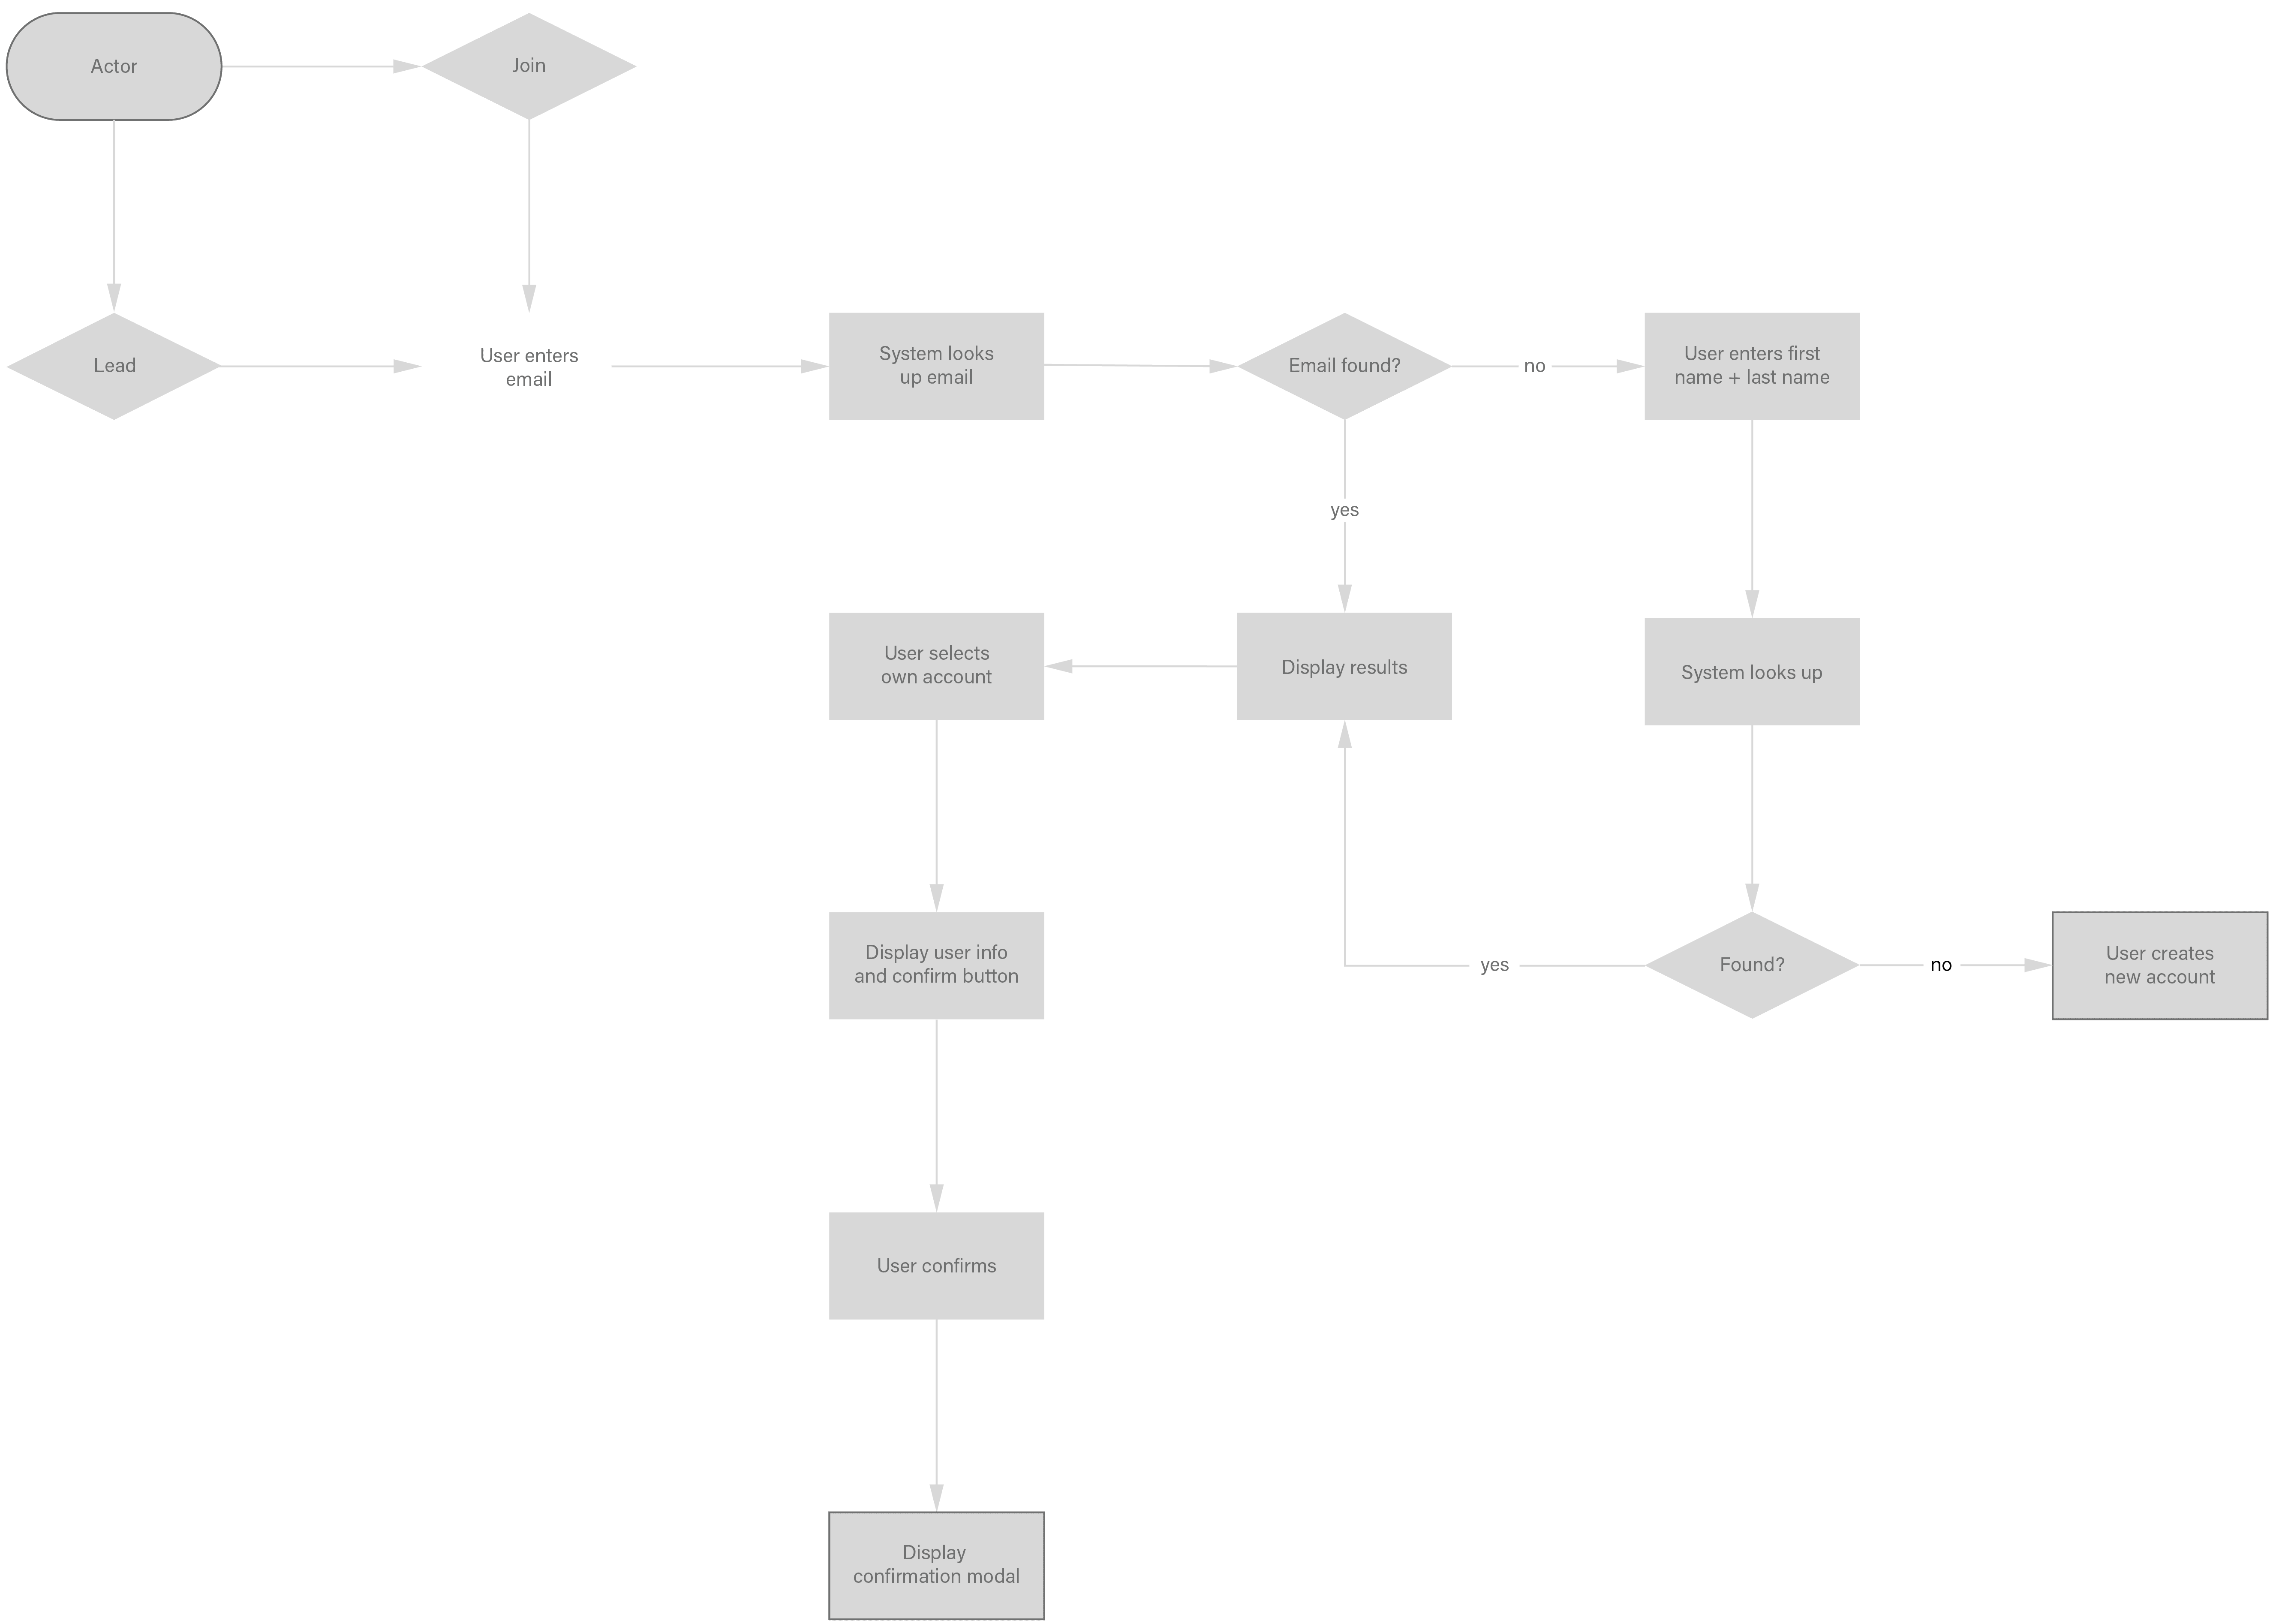 Actor
Join
Lead
User enters
email
System looks
up email
Email found?
no
User enters first
name + last name
yes
User selects
own account
Display results
System looks up
Display user info
and confirm button
yes
Found?
no
User creates
new account
User confirms
Display
confirmation modal